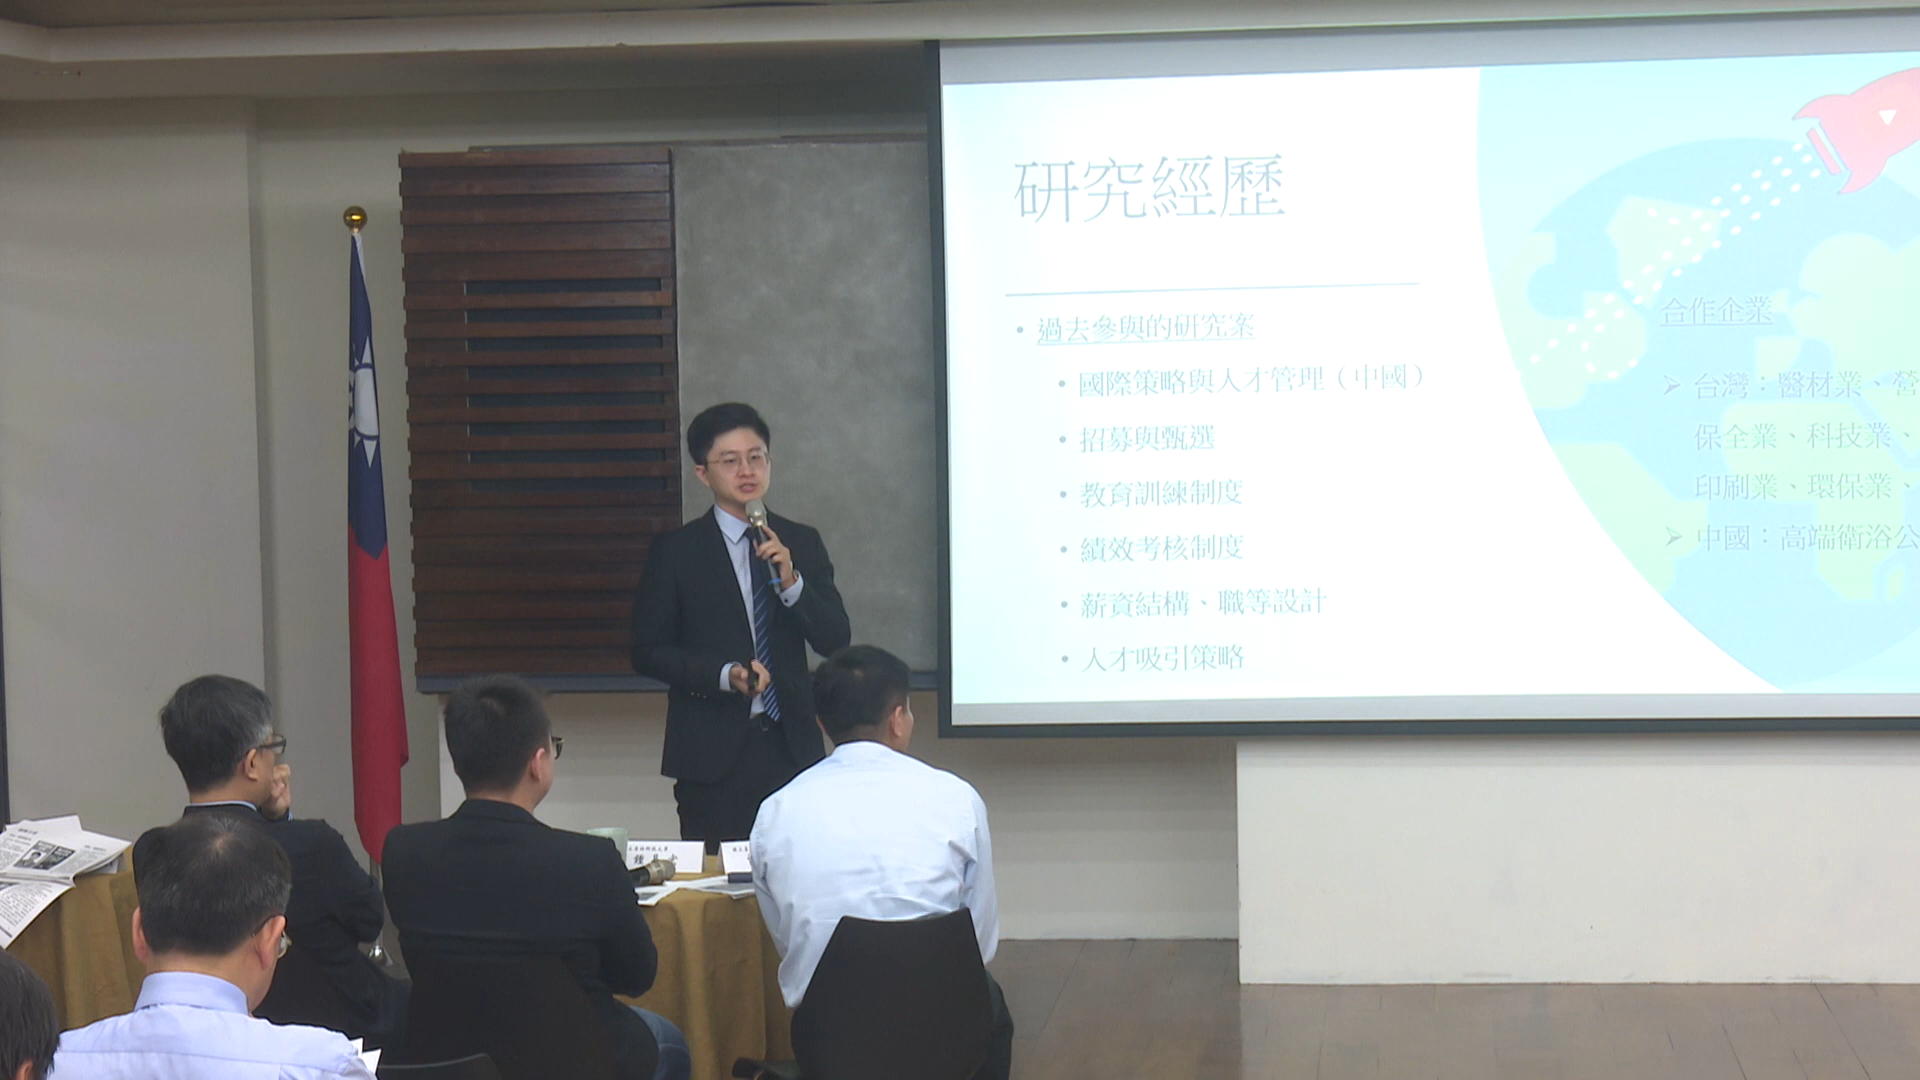 研究經歷
• 過去參與的研究案
• 國際策略與人才管理（中國）
• 招募與甄選
• 教育訓練制度
• 績效考核制度
• 薪資結構、職等設計
• 人才吸引策略
合作企業
➢ 台灣：醫材業、營
保全業、科技業、
印刷業、環保業、
➢ 中國：高端衛浴公